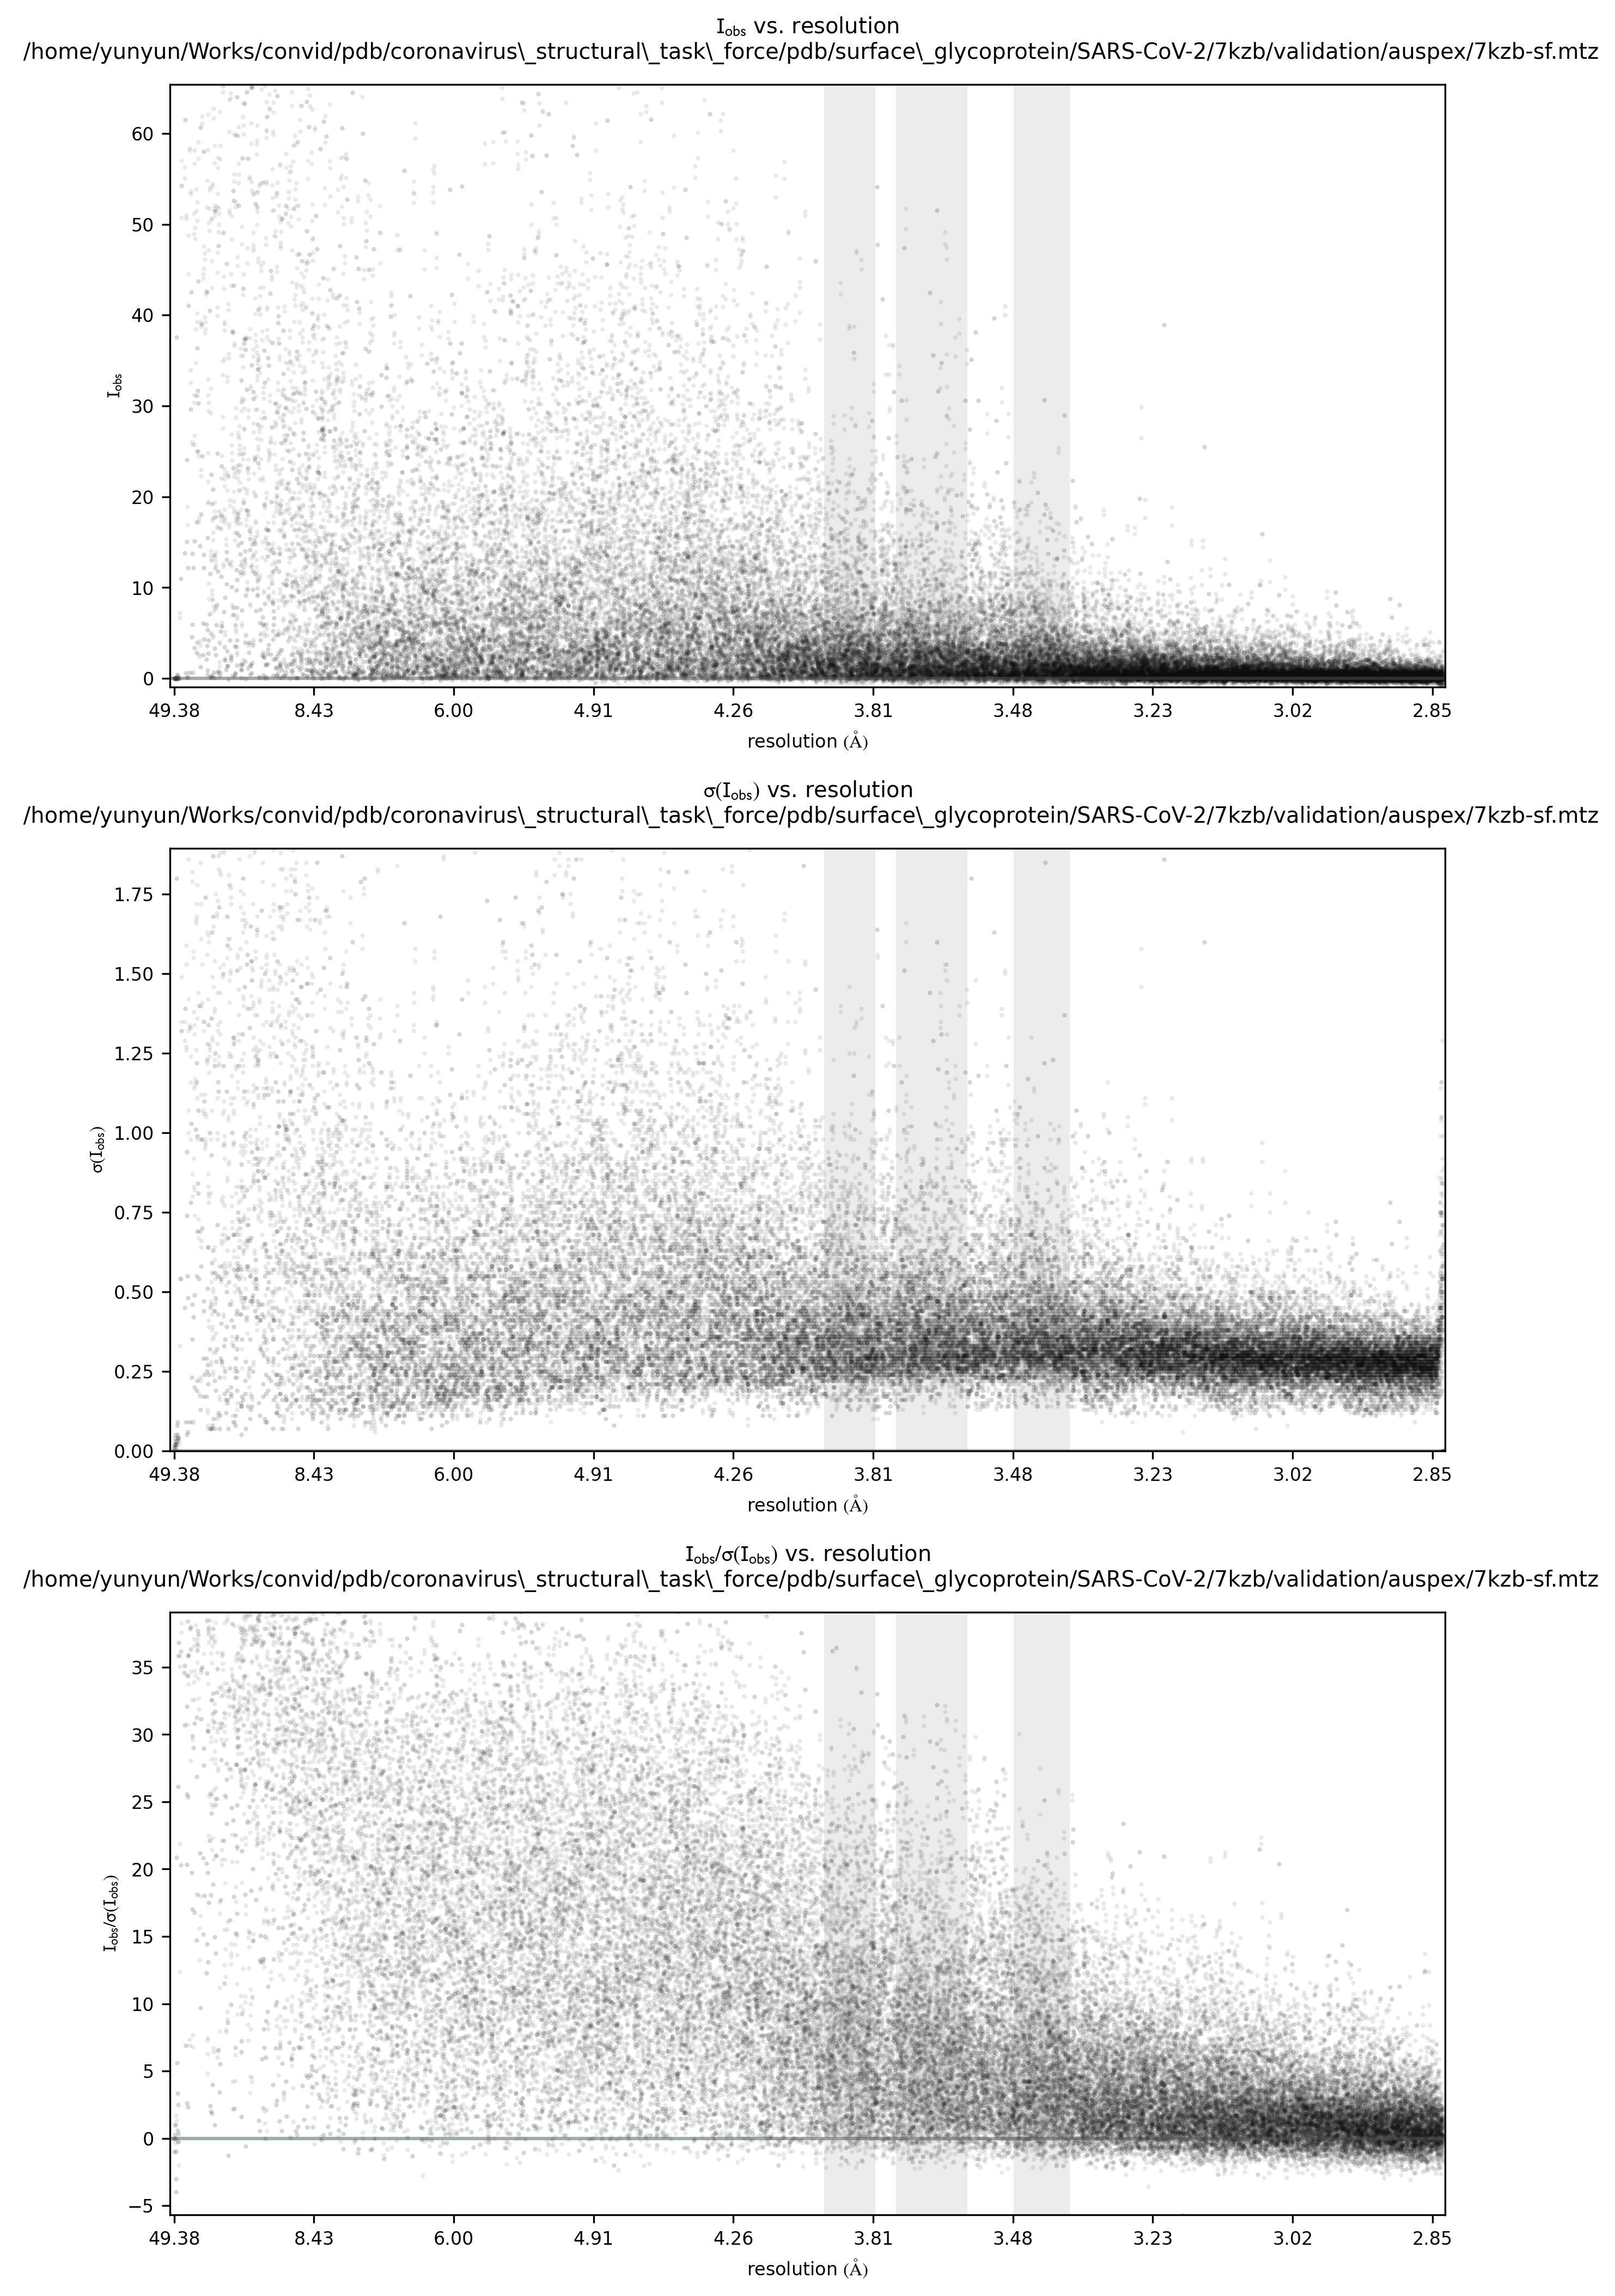 I_obs vs. resolution
/home/yunyun/Works/convid/pdb/coronavirus\_structural\_task\_force/pdb/surface\_glycoprotein/SARS-CoV-2/7kzb/validation/auspex/7kzb-sf.mtz
60
50
40
30
20
10
0
I_obs
49.38 8.43 6.00 4.91 4.26 3.81 3.48 3.23 3.02 2.85
resolution (Å)
σ(I_obs) vs. resolution
/home/yunyun/Works/convid/pdb/coronavirus\_structural\_task\_force/pdb/surface\_glycoprotein/SARS-CoV-2/7kzb/validation/auspex/7kzb-sf.mtz
1.75
1.50
1.25
1.00
0.75
0.50
0.25
0.00
σ(I_obs)
49.38 8.43 6.00 4.91 4.26 3.81 3.48 3.23 3.02 2.85
resolution (Å)
I_obs/σ(I_obs) vs. resolution
/home/yunyun/Works/convid/pdb/coronavirus\_structural\_task\_force/pdb/surface\_glycoprotein/SARS-CoV-2/7kzb/validation/auspex/7kzb-sf.mtz
35
30
25
20
15
10
5
0
−5
I_obs/σ(I_obs)
49.38 8.43 6.00 4.91 4.26 3.81 3.48 3.23 3.02 2.85
resolution (Å)